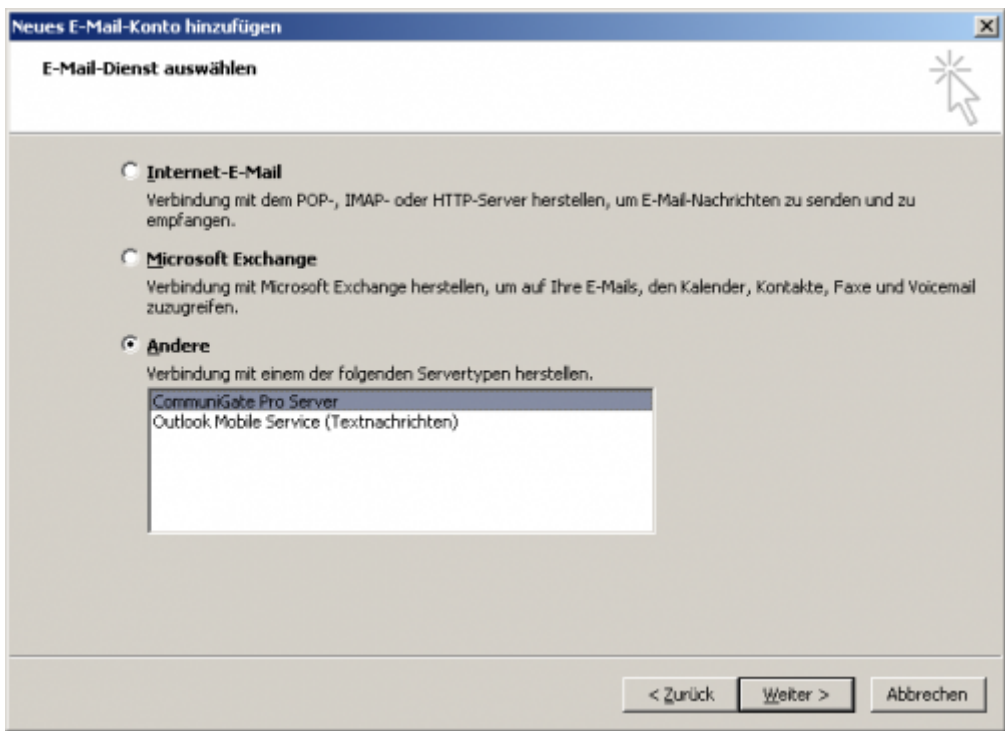 Neues E-Mail-Konto hinzufügen
E-Mail-Dienst auswählen
Internet-E-Mail
Verbindung mit dem POP-, IMAP- oder HTTP-Server herstellen, um E-Mail-Nachrichten zu senden und zu
empfangen.
Microsoft Exchange
Verbindung mit Microsoft Exchange herstellen, um auf Ihre E-Mails, den Kalender, Kontakte, Faxe und Voicemail
zuzugreifen.
Andere
Verbindung mit einem der folgenden Servertypen herstellen.
CommuniGate Pro Server
Outlook Mobile Service (Textnachrichten)
< Zurück Weiter > Abbrechen